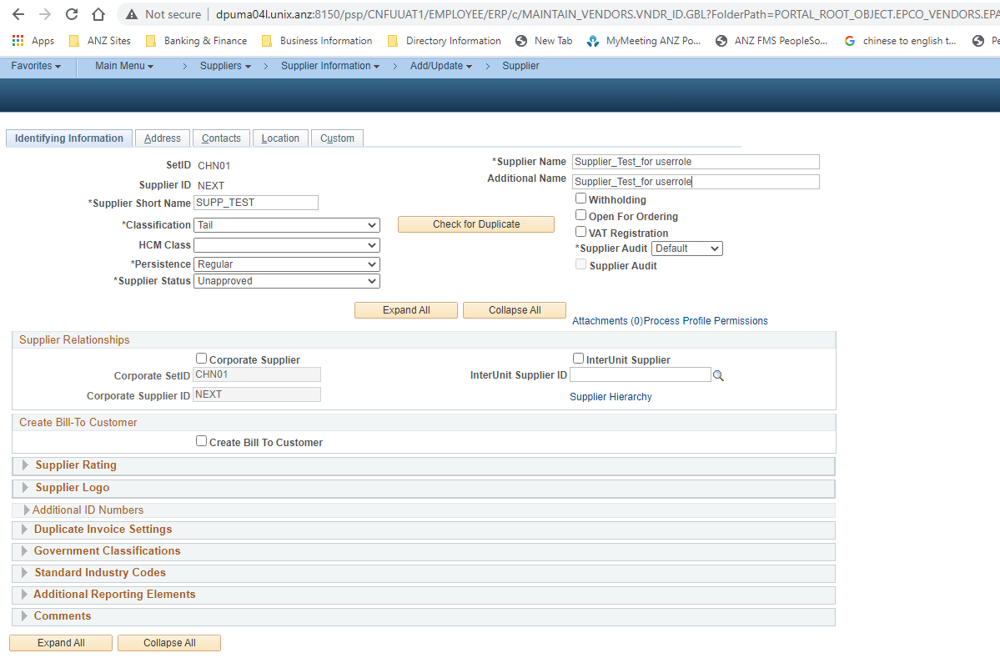 Not secure dpuma04l.unix.anz:8150/psp/CNFUUAT1/EMPLOYEE/ERP/c/MAINTAIN_VENDORS.VNDR_ID.GBL?FolderPath=PORTAL_ROOT_OBJECT.EPCO_VENDORS.EPA
Apps ANZ Sites Banking & Finance Business Information Directory Information New Tab MyMeeting ANZ Po... ANZ FMS PeopleSo... chinese to english t... Pe
Favorites Main Menu > Suppliers > Supplier Information > Add/Update > Supplier
Identifying Information Address Contacts Location Custom
SetID CHN01 *Supplier Name Supplier_Test_for userrole
Supplier ID NEXT Additional Name Supplier_Test_for userrole
*Supplier Short Name SUPP_TEST Withholding
Open For Ordering
*Classification Tail Check for Duplicate VAT Registration
HCM Class *Supplier Audit Default
*Persistence Regular Supplier Audit
*Supplier Status Unapproved
Expand All Collapse All Attachments (0)Process Profile Permissions
Supplier Relationships
Corporate Supplier InterUnit Supplier
Corporate SetID CHN01 InterUnit Supplier ID
Corporate Supplier ID NEXT Supplier Hierarchy
Create Bill-To Customer
Create Bill To Customer
Supplier Rating
Supplier Logo
Additional ID Numbers
Duplicate Invoice Settings
Government Classifications
Standard Industry Codes
Additional Reporting Elements
Comments
Expand All Collapse All